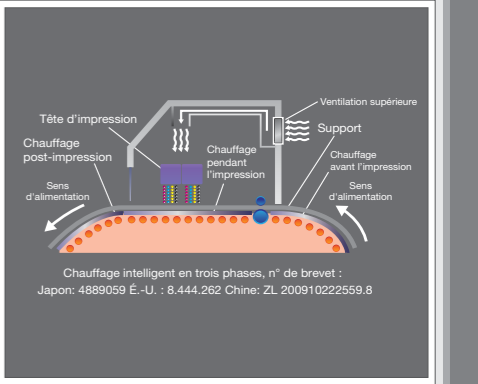 Ventilation supérieure
Tête d'impression
Support
Chauffage
post-impression
Chauffage
pendant
l'impression
Chauffage
avant l'impression
Sens
d'alimentation
Sens
d'alimentation
Chauffage intelligent en trois phases, n° de brevet :
Japon: 4889059 É.-U. : 8.444.262 Chine: ZL 200910222559.8